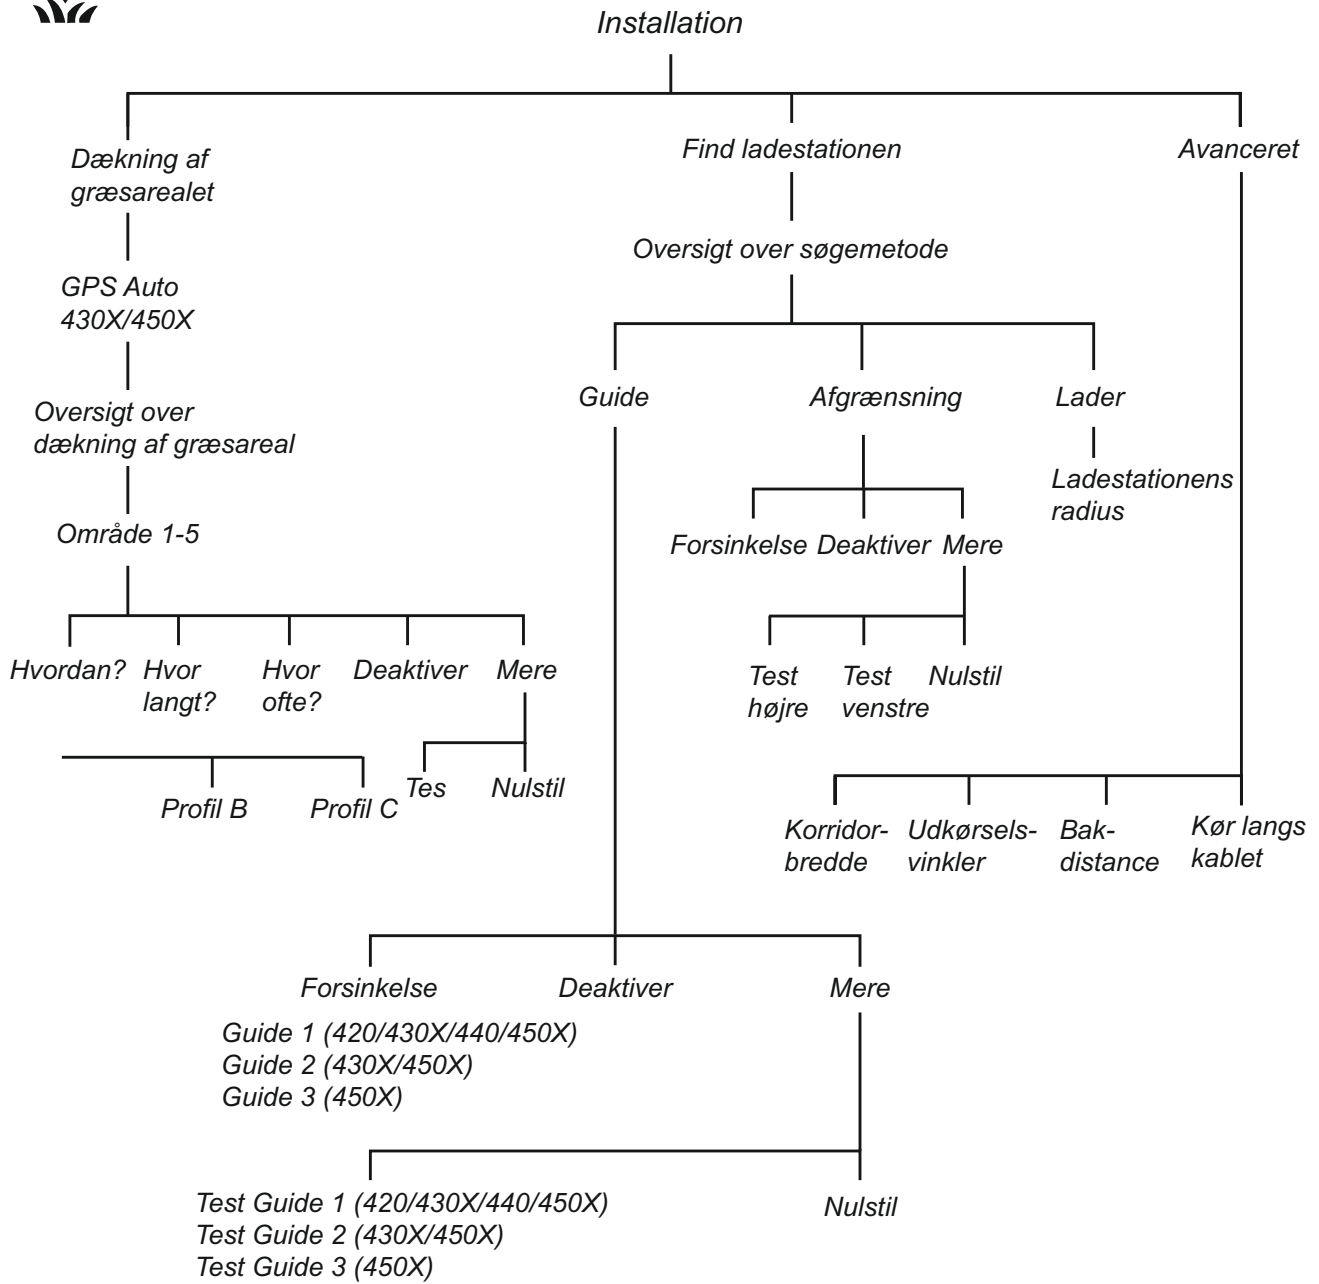 Installation
Dækning af
græsarealet
Find ladestationen
Avanceret
GPS Auto
430X/450X
Oversigt over søgemetode
Oversigt over
dækning af græsareal
Guide
Afgrænsning
Lader
Ladestationens
radius
Område 1-5
Forsinkelse Deaktiver Mere
Hvordan?
Hvor
langt?
Hvor
ofte?
Deaktiver
Mere
Test
højre
Test
venstre
Nulstil
Tes
Nulstil
Profil B
Profil C
Korridor-
bredde
Udkørsels-
vinkler
Bak-
distance
Kør langs
kablet
Forsinkelse
Deaktiver
Mere
Guide 1 (420/430X/440/450X)
Guide 2 (430X/450X)
Guide 3 (450X)
Test Guide 1 (420/430X/440/450X)
Test Guide 2 (430X/450X)
Test Guide 3 (450X)
Nulstil